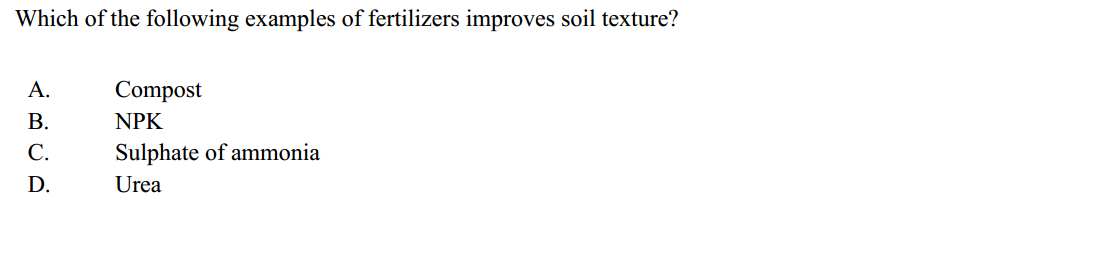 Which of the following examples of fertilizers improves soil texture?
A. Compost
B. NPK
C. Sulphate of ammonia
D. Urea